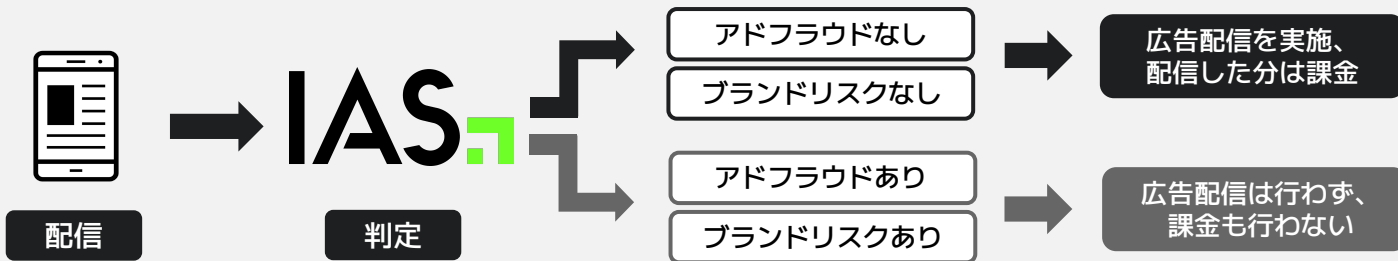 配信
IAS
判定
アドフラウドなし
ブランドリスクなし
広告配信を実施、
配信した分は課金
アドフラウドあり
ブランドリスクあり
広告配信は行わず、
課金も行わない